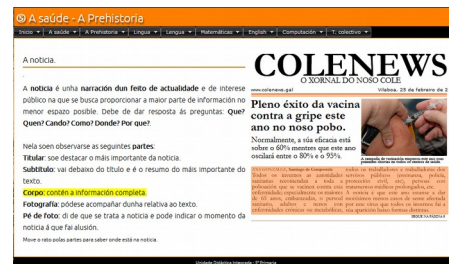 A saúde - A Prehistoria
Inicio A saúde A Prehistoria Lingua Lengua Matemáticas English Computación T. colectivo
A noticia.
A noticia é unha narración dun feito de actualidade e de interese
público na que se busca proporcionar a maior parte de información no
menor espazo posible. Debe de dar resposta ás preguntas: Que?
Quen? Cando? Como? Donde? Por que?.
Nela soen observarse as seguintes partes:
Titular: soe destacar o máis importante da noticia.
Subtítulo: vai debaixo do título e é o resumo do máis importante do
texto.
Corpo: contén a información completa.
Fotografía: pódese acompañar dunha relativa ao texto.
Pé de foto: di de que se trata a noticia e pode indicar o momento da
noticia á que fai alusión.
Move o rato polas partes para saber onde está na noticia.
COLENEWS
O XORNAL DO NOSO COLE
www.colenews.gal Vilaboa, 23 de febreiro de 2
Pleno éxito da vacina
contra a gripe este
ano no noso pobo.
Normalmente, a súa eficacia está
sobre o 60% mentres que este ano
oscilará entre o 80% e o 95%.
Unidade Didáctica Integrada - 5º Primaria